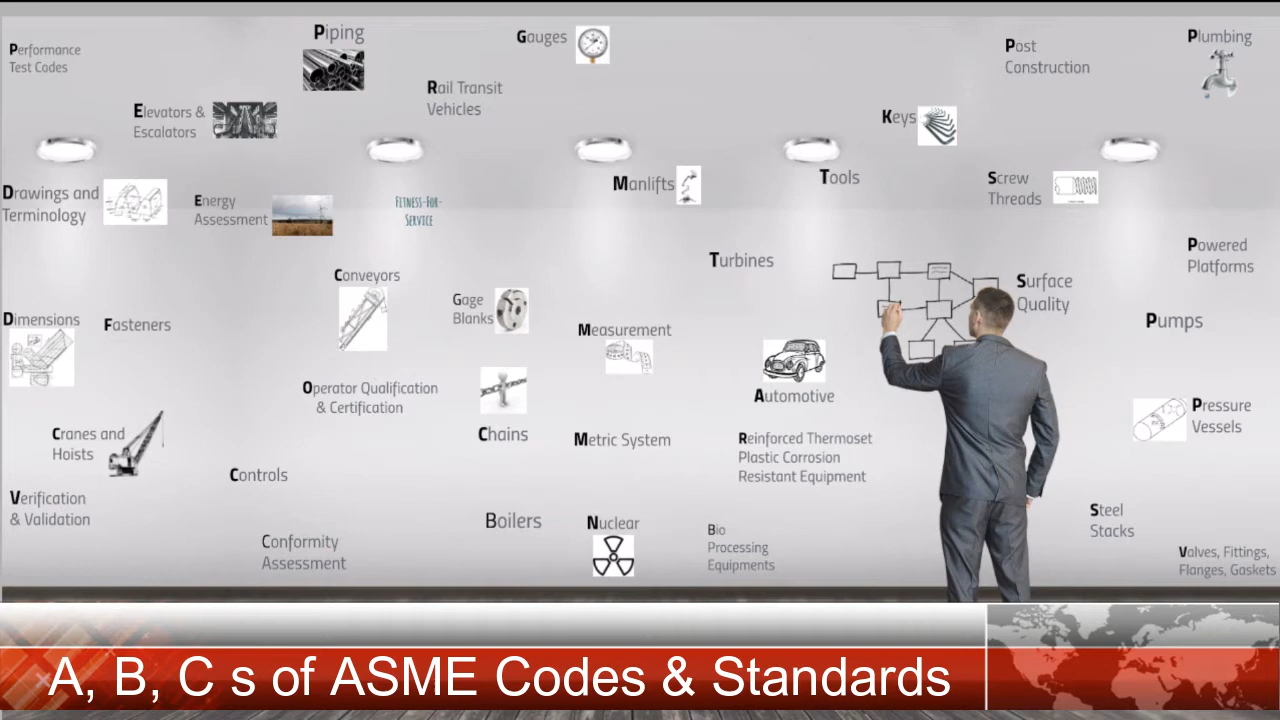 Performance
Test Codes
Piping
Gauges
Post
Construction
Plumbing
Elevators &
Escalators
Rail Transit
Vehicles
Keys
Drawings and
Terminology
Energy
Assessment
Fitness-For-
Service
Manlifts
Tools
Screw
Threads
Turbines
Powered
Platforms
Conveyors
Surface
Quality
Dimensions
Fasteners
Gage
Blanks
Measurement
Pumps
Operator Qualification
& Certification
Automotive
Pressure
Vessels
Cranes and
Hoists
Chains
Metric System
Reinforced Thermoset
Plastic Corrosion
Resistant Equipment
Controls
Verification
& Validation
Boilers
Nuclear
Bio
Processing
Equipments
Steel
Stacks
Conformity
Assessment
Valves, Fittings,
Flanges, Gaskets
A, B, C s of ASME Codes & Standards